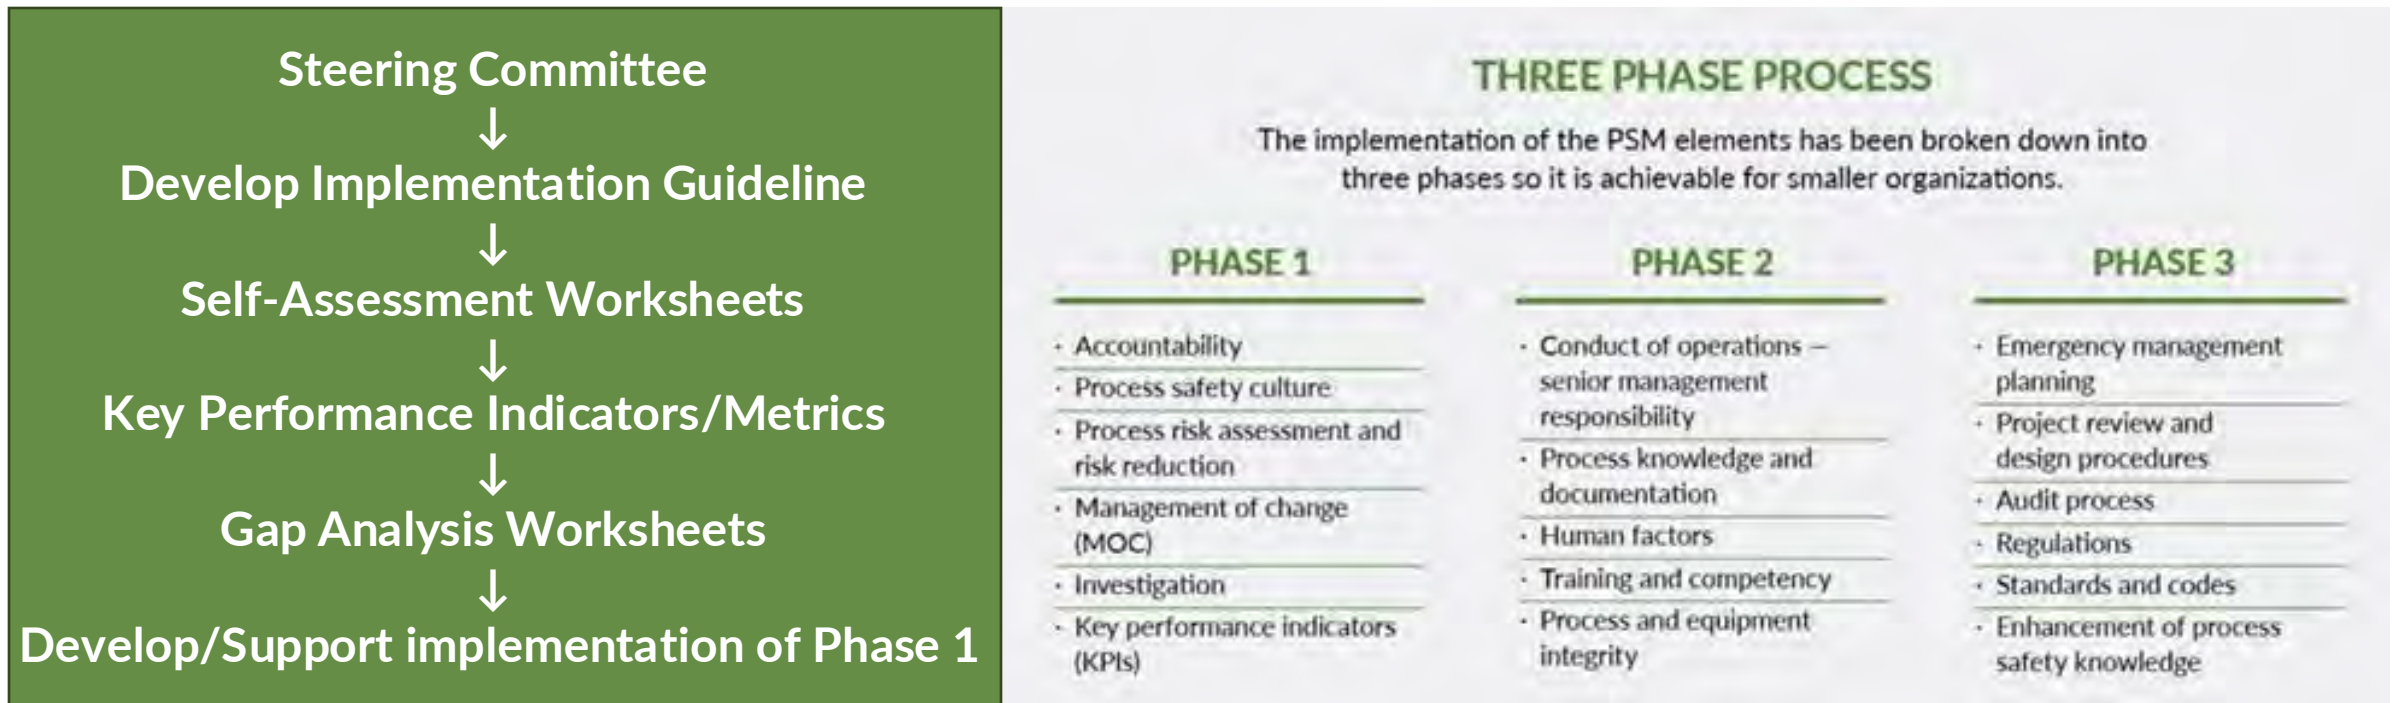 Steering Committee
↓
Develop Implementation Guideline
↓
Self-Assessment Worksheets
↓
Key Performance Indicators/Metrics
↓
Gap Analysis Worksheets
↓
Develop/Support implementation of Phase 1
THREE PHASE PROCESS
The implementation of the PSM elements has been broken down into
three phases so it is achievable for smaller organizations.
PHASE 1
· Accountability
· Process safety culture
· Process risk assessment and
risk reduction
· Management of change
(MOC)
· Investigation
· Key performance indicators
(KPIs)
PHASE 2
· Conduct of operations –
senior management
responsibility
· Process knowledge and
documentation
· Human factors
· Training and competency
· Process and equipment
integrity
PHASE 3
· Emergency management
planning
· Project review and
design procedures
· Audit process
· Regulations
· Standards and codes
· Enhancement of process
safety knowledge